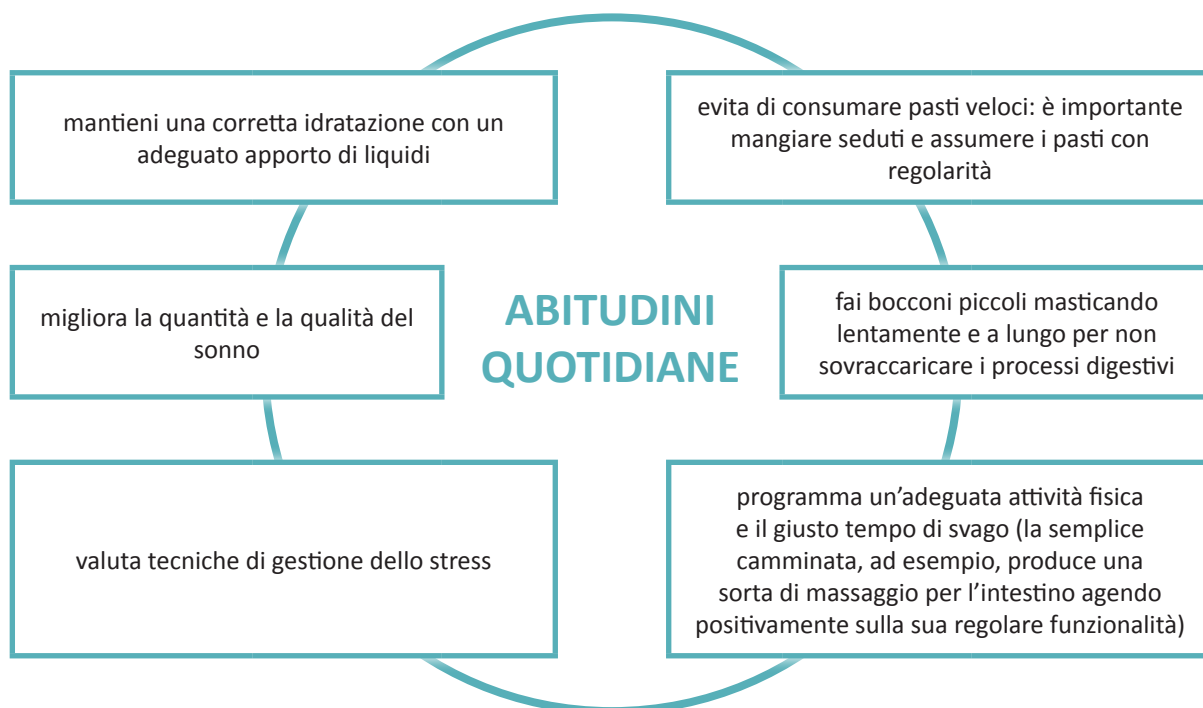 mantieni una corretta idratazione con un
adeguato apporto di liquidi
evita di consumare pasti veloci: è importante
mangiare seduti e assumere i pasti con
regolarità
migliora la quantità e la qualità del
sonno
ABITUDINI
QUOTIDIANE
fai bocconi piccoli masticando
lentamente e a lungo per non
sovraccaricare i processi digestivi
valuta tecniche di gestione dello stress
programma un’adeguata attività fisica
e il giusto tempo di svago (la semplice
camminata, ad esempio, produce una
sorta di massaggio per l’intestino agendo
positivamente sulla sua regolare funzionalità)